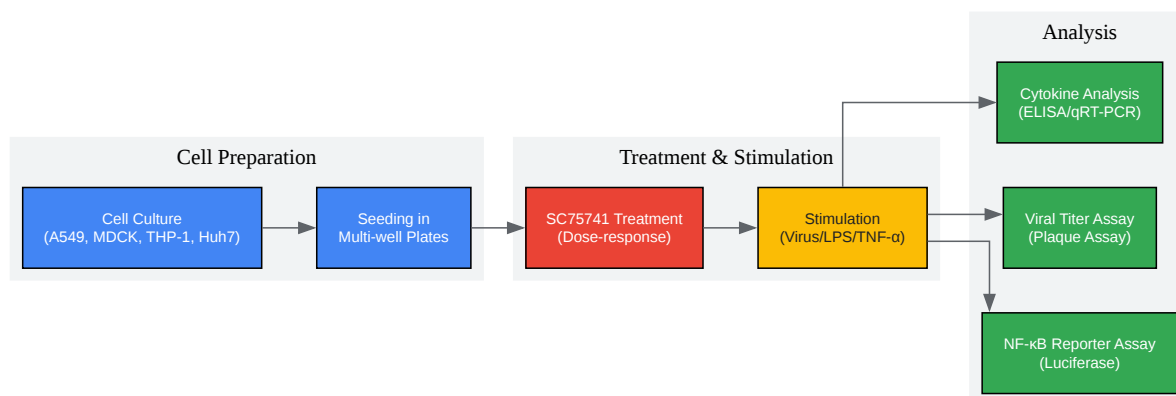 Cell Preparation
Cell Culture
(A549, MDCK, THP-1, Huh7)
Seeding in
Multi-well Plates
Treatment & Stimulation
SC75741 Treatment
(Dose-response)
Stimulation
(Virus/LPS/TNF-α)
Analysis
Cytokine Analysis
(ELISA/qRT-PCR)
Viral Titer Assay
(Plaque Assay)
NF-κB Reporter Assay
(Luciferase)